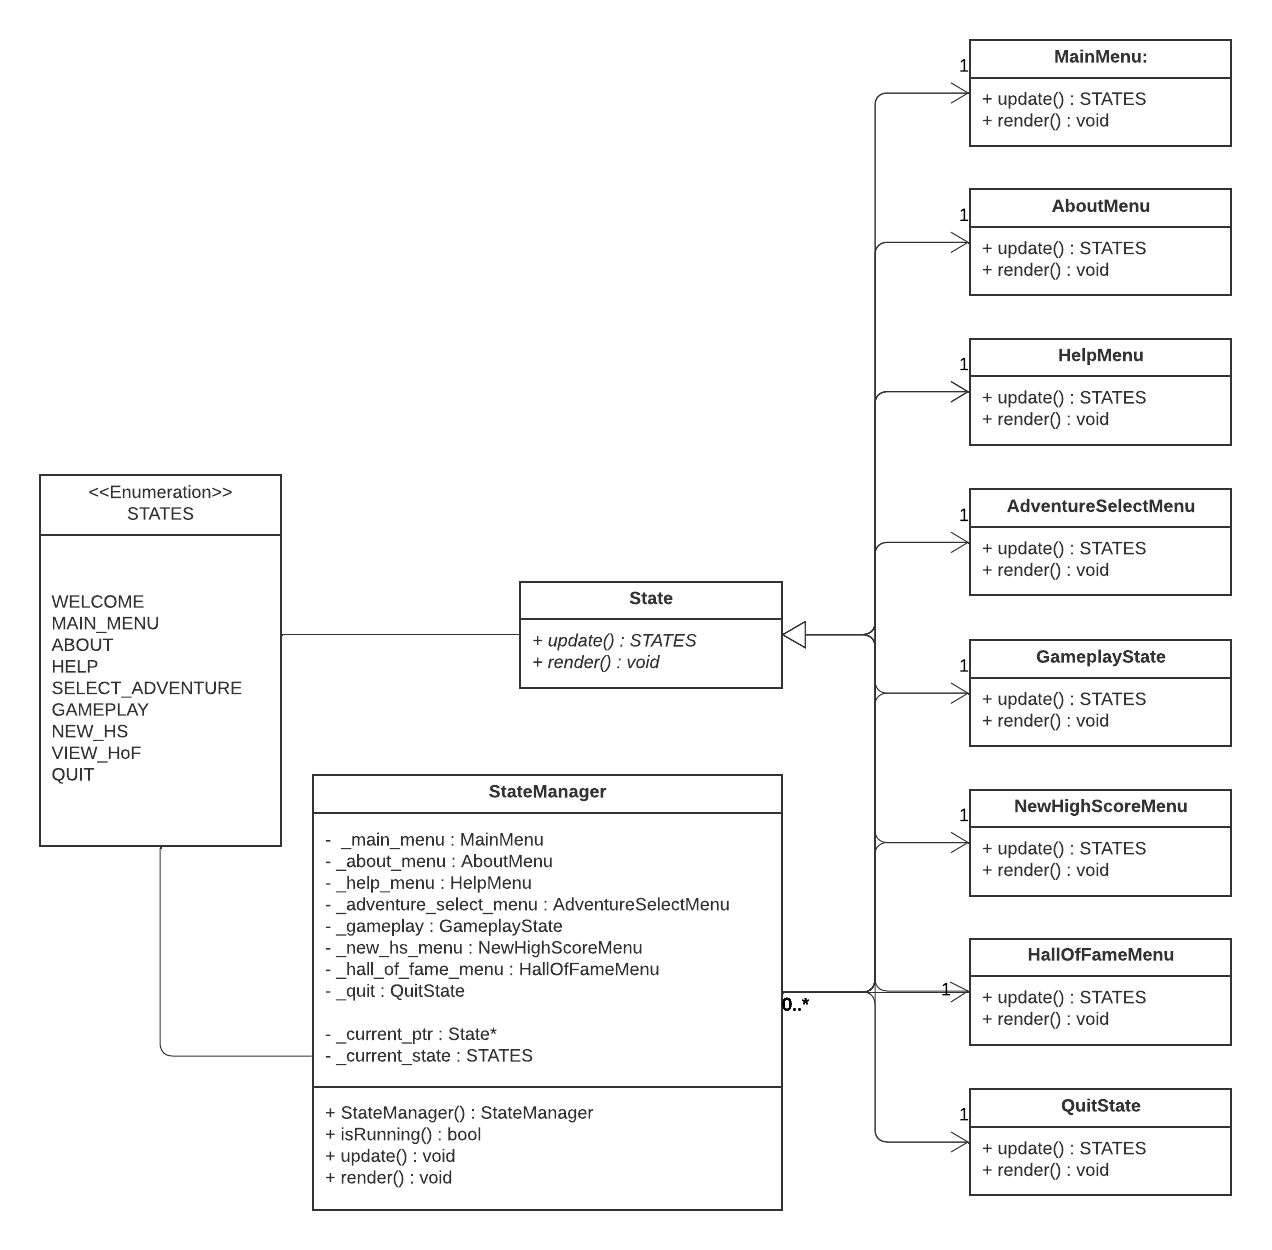 1
MainMenu:
+ update() : STATES
+ render() : void
1
AboutMenu
+ update() : STATES
+ render() : void
1
HelpMenu
+ update() : STATES
+ render() : void
<<Enumeration>>
STATES
WELCOME
MAIN_MENU
ABOUT
HELP
SELECT_ADVENTURE
GAMEPLAY
NEW_HS
VIEW_HoF
QUIT
State
+ update() : STATES
+ render() : void
1
AdventureSelectMenu
+ update() : STATES
+ render() : void
1
GameplayState
+ update() : STATES
+ render() : void
StateManager
- _main_menu : MainMenu
- _about_menu : AboutMenu
- _help_menu : HelpMenu
- _adventure_select_menu : AdventureSelectMenu
- _gameplay : GameplayState
- _new_hs_menu : NewHighScoreMenu
- _hall_of_fame_menu : HallOfFameMenu
- _quit : QuitState
- _current_ptr : State*
- _current_state : STATES
+ StateManager() : StateManager
+ isRunning() : bool
+ update() : void
+ render() : void
0..*
1
NewHighScoreMenu
+ update() : STATES
+ render() : void
1
HallOfFameMenu
+ update() : STATES
+ render() : void
1
QuitState
+ update() : STATES
+ render() : void